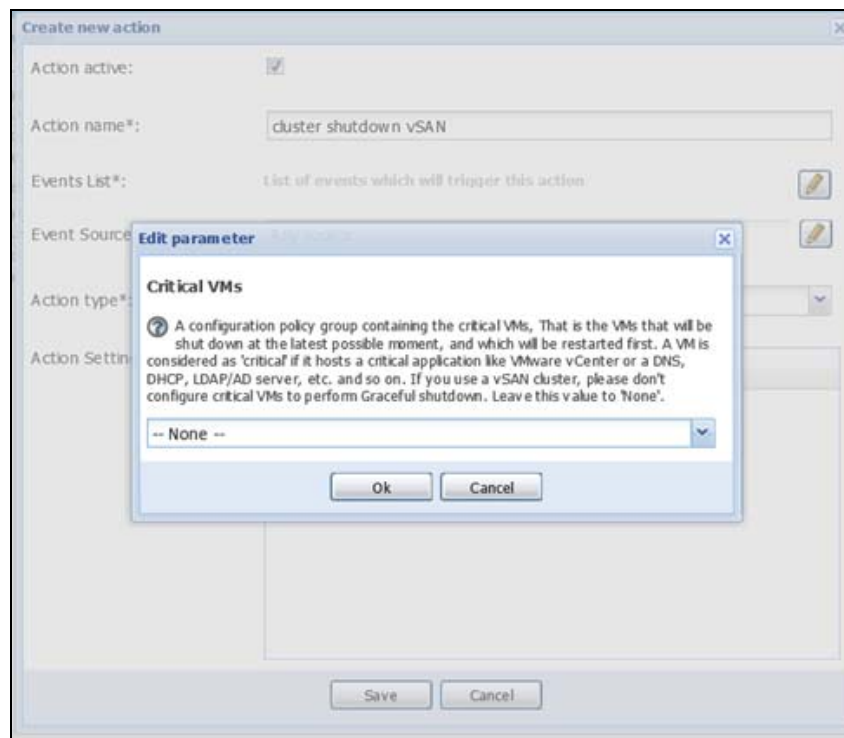 Create new action
Action active:
Action name*:
cluster shutdown vSAN
Events List*:
List of events which will trigger this action
Event Source
Edit parameter
Action type*:
Critical VMs
A configuration policy group containing the critical VMs, That is the VMs that will be
shut down at the latest possible moment, and which will be restarted first. A VM is
considered as 'critical' if it hosts a critical application like VMware vCenter or a DNS,
DHCP, LDAP/AD server, etc. and so on. If you use a vSAN cluster, please don't
configure critical VMs to perform Graceful shutdown. Leave this value to 'None'.
Action Settin
-- None --
Ok
Cancel
Save
Cancel